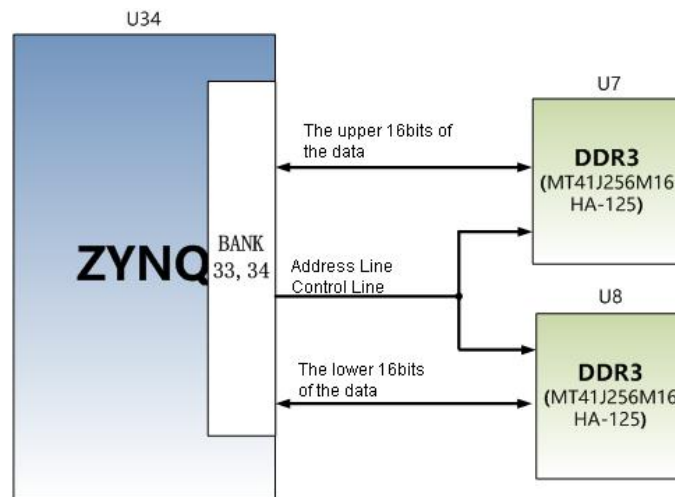 U34
U7
The upper 16bits of
the data
DDR3
(MT41J256M16
HA-125)
ZYNQ
BANK
33, 34
Address Line
Control Line
U8
The lower 16bits
of the data
DDR3
(MT41J256M16
HA-125)